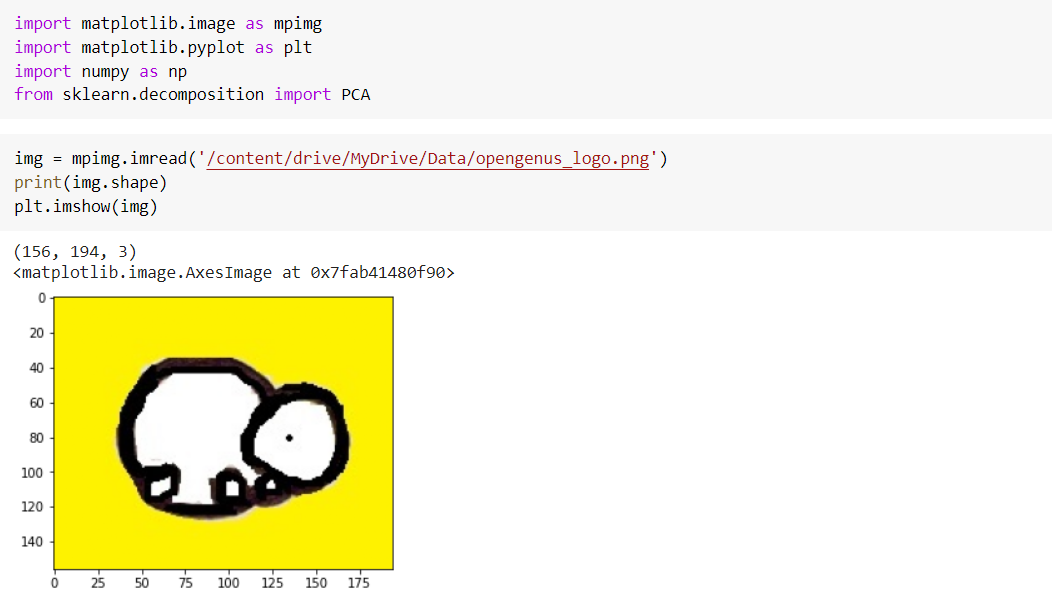 import matplotlib.image as mpimg
import matplotlib.pyplot as plt
import numpy as np
from sklearn.decomposition import PCA
img = mpimg.imread('/content/drive/MyDrive/Data/opengenus_logo.png')
print(img.shape)
plt.imshow(img)
(156, 194, 3)
<matplotlib.image.AxesImage at 0x7fab41480f90>
0
20
40
60
80
100
120
140
0 25 50 75 100 125 150 175